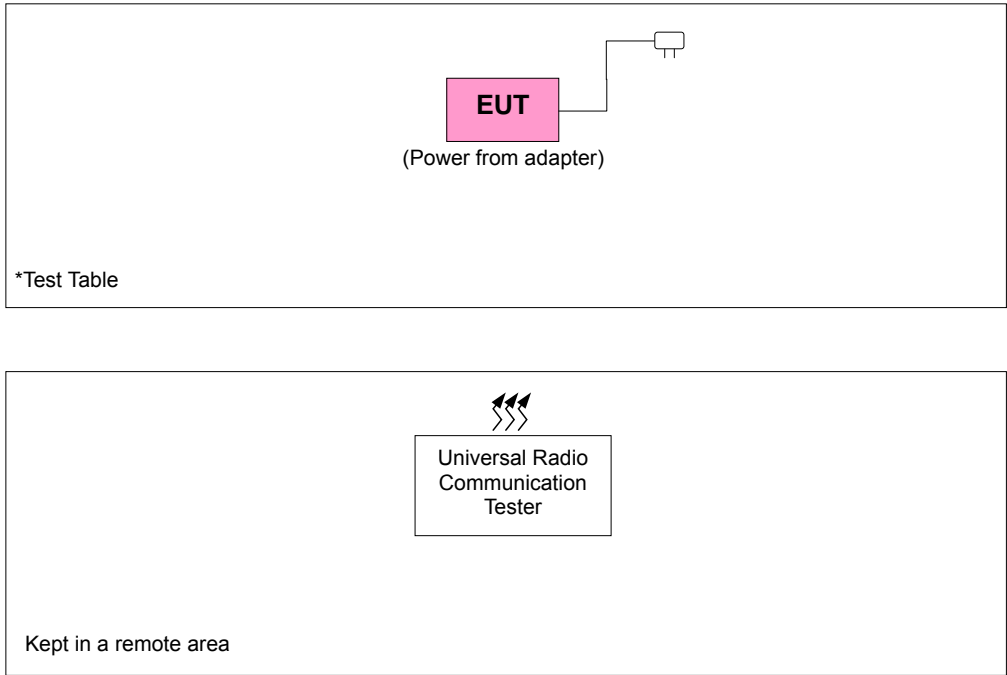 EUT
(Power from adapter)
*Test Table
Universal Radio
Communication
Tester
Kept in a remote area